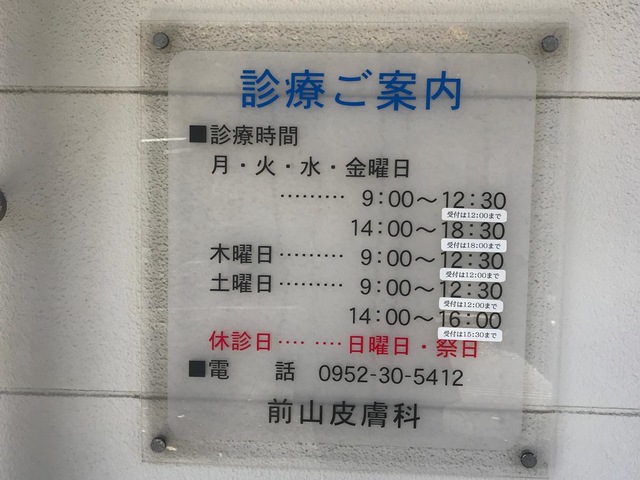 診療ご案内
■診療時間
月・火・水・金曜日
‥‥‥‥ 9:00～12:30
受付は12:00まで
14:00～18:30
受付は18:00まで
木曜日‥‥‥‥ 9:00～12:30
受付は12:00まで
土曜日‥‥‥‥ 9:00～12:30
受付は12:00まで
14:00～16:00
受付は15:30まで
休診日‥‥ ‥‥ 日曜日・祭日
■電　話 0952-30-5412
前山皮膚科